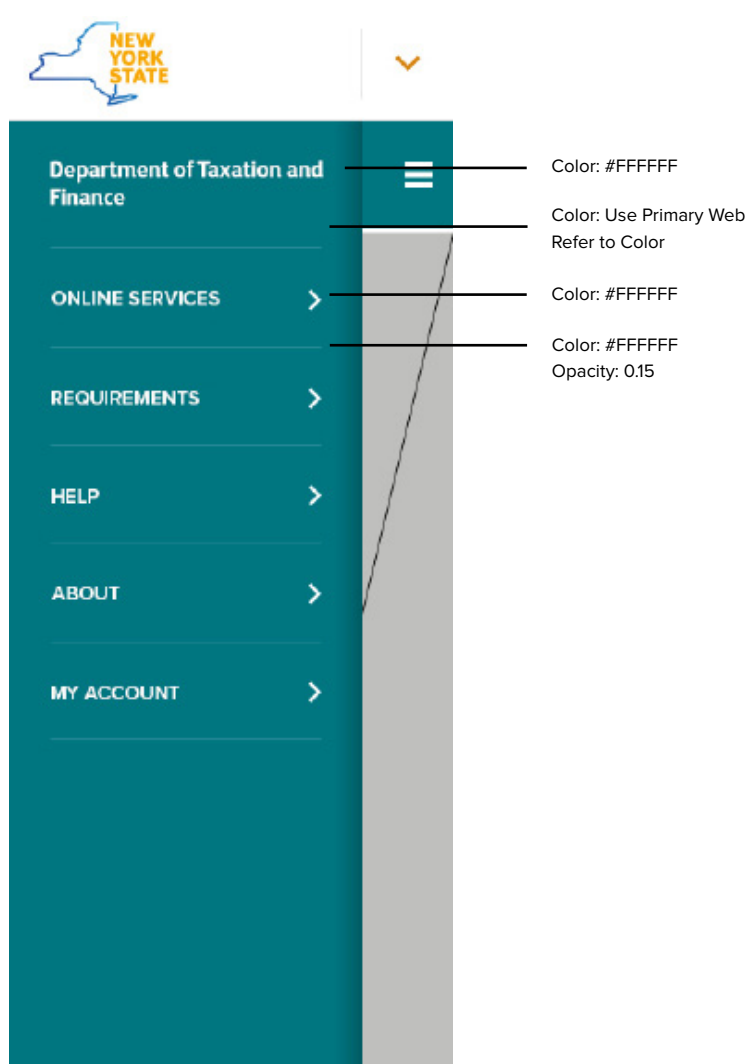 NEW
YORK
STATE
Department of Taxation and
Finance
Color: #FFFFFF
Color: Use Primary Web
Refer to Color
ONLINE SERVICES
Color: #FFFFFF
Color: #FFFFFF
Opacity: 0.15
REQUIREMENTS
HELP
ABOUT
MY ACCOUNT